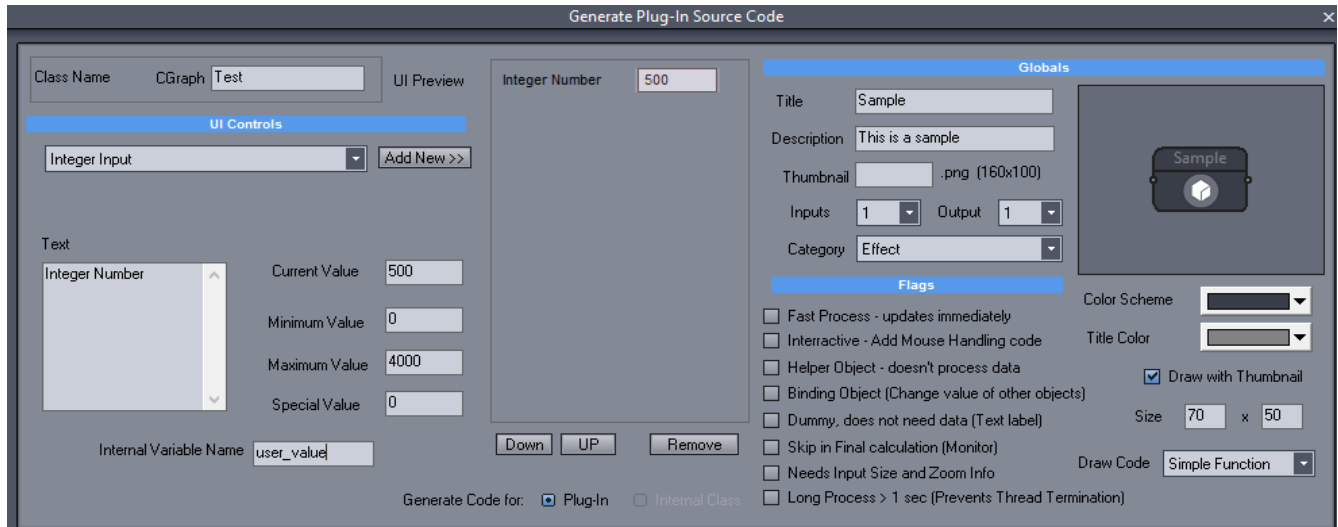 Generate Plug-In Source Code
Class Name CGraph Test
UI Preview
UI Controls
Integer Input
Add New >>
Text
Integer Number
Current Value 500
Minimum Value 0
Maximum Value 4000
Special Value 0
Internal Variable Name user_value
Integer Number 500
Down UP Remove
Generate Code for: Plug-In Internal Class
Globals
Title Sample
Description This is a sample
Thumbnail .png (160x100)
Inputs 1 Output 1
Category Effect
Flags
Fast Process - updates immediately
Interractive - Add Mouse Handling code
Helper Object - doesn't process data
Binding Object (Change value of other objects)
Dummy, does not need data (Text label)
Skip in Final calculation (Monitor)
Needs Input Size and Zoom Info
Long Process > 1 sec (Prevents Thread Termination)
Sample
Color Scheme
Title Color
Draw with Thumbnail
Size 70 x 50
Draw Code Simple Function